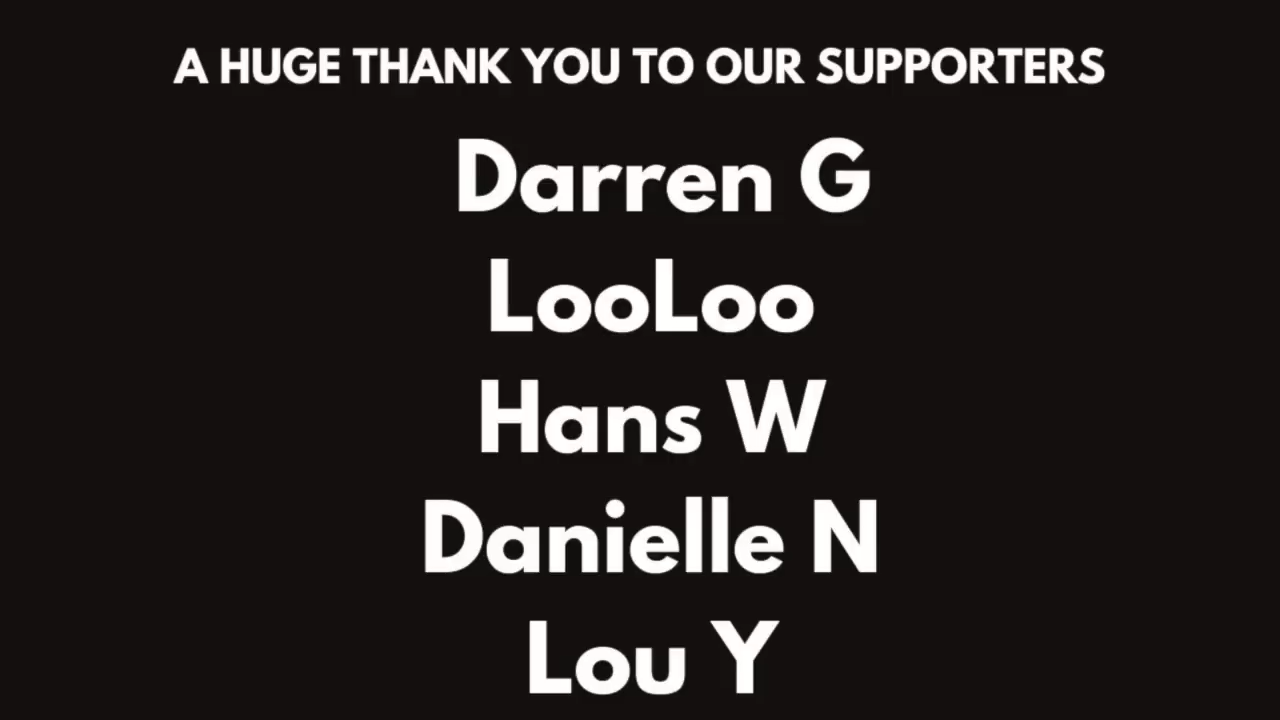 A HUGE THANK YOU TO OUR SUPPORTERS
Darren G
LooLoo
Hans W
Danielle N
Lou Y